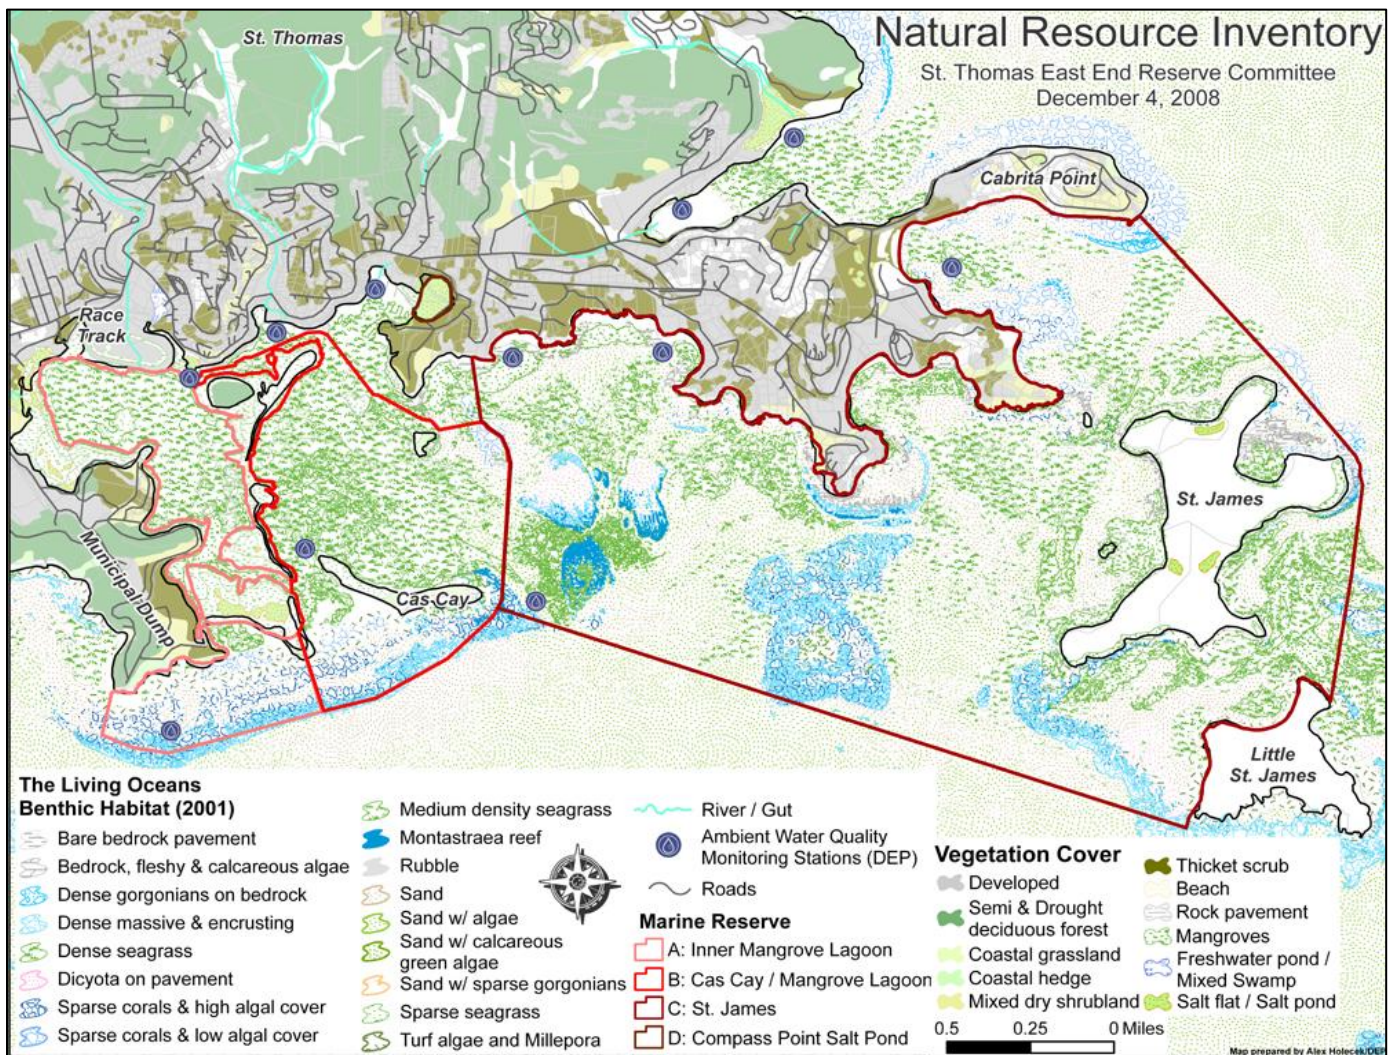 Natural Resource Inventory
St. Thomas East End Reserve Committee
December 4, 2008
St. Thomas
Cabrita Point
Race
Track
St. James
Municipal Dump
Cas Cay
Little
St. James
The Living Oceans
Benthic Habitat (2001)
Bare bedrock pavement
Bedrock, fleshy & calcareous algae
Dense gorgonians on bedrock
Dense massive & encrusting
Dense seagrass
Dicyota on pavement
Sparse corals & high algal cover
Sparse corals & low algal cover
Medium density seagrass
Montastraea reef
Rubble
Sand
Sand w/ algae
Sand w/ calcareous
green algae
Sand w/ sparse gorgonians
Sparse seagrass
Turf algae and Millepora
River / Gut
Ambient Water Quality
Monitoring Stations (DEP)
Roads
Marine Reserve
A: Inner Mangrove Lagoon
B: Cas Cay / Mangrove Lagoon
C: St. James
D: Compass Point Salt Pond
Vegetation Cover
Developed
Semi & Drought
deciduous forest
Coastal grassland
Coastal hedge
Mixed dry shrubland
Thicket scrub
Beach
Rock pavement
Mangroves
Freshwater pond /
Mixed Swamp
Salt flat / Salt pond
0.5 0.25 0 Miles
Map prepared by Alex Holecek/DEP